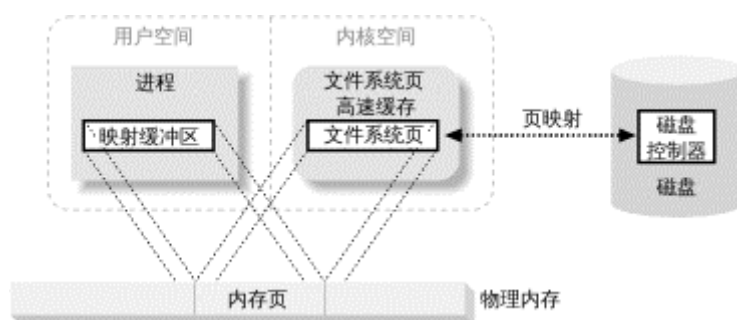 用户空间
内核空间
进程
映射缓冲区
文件系统页
高速缓存
文件系统页
页映射
磁盘
控制器
磁盘
内存页
物理内存